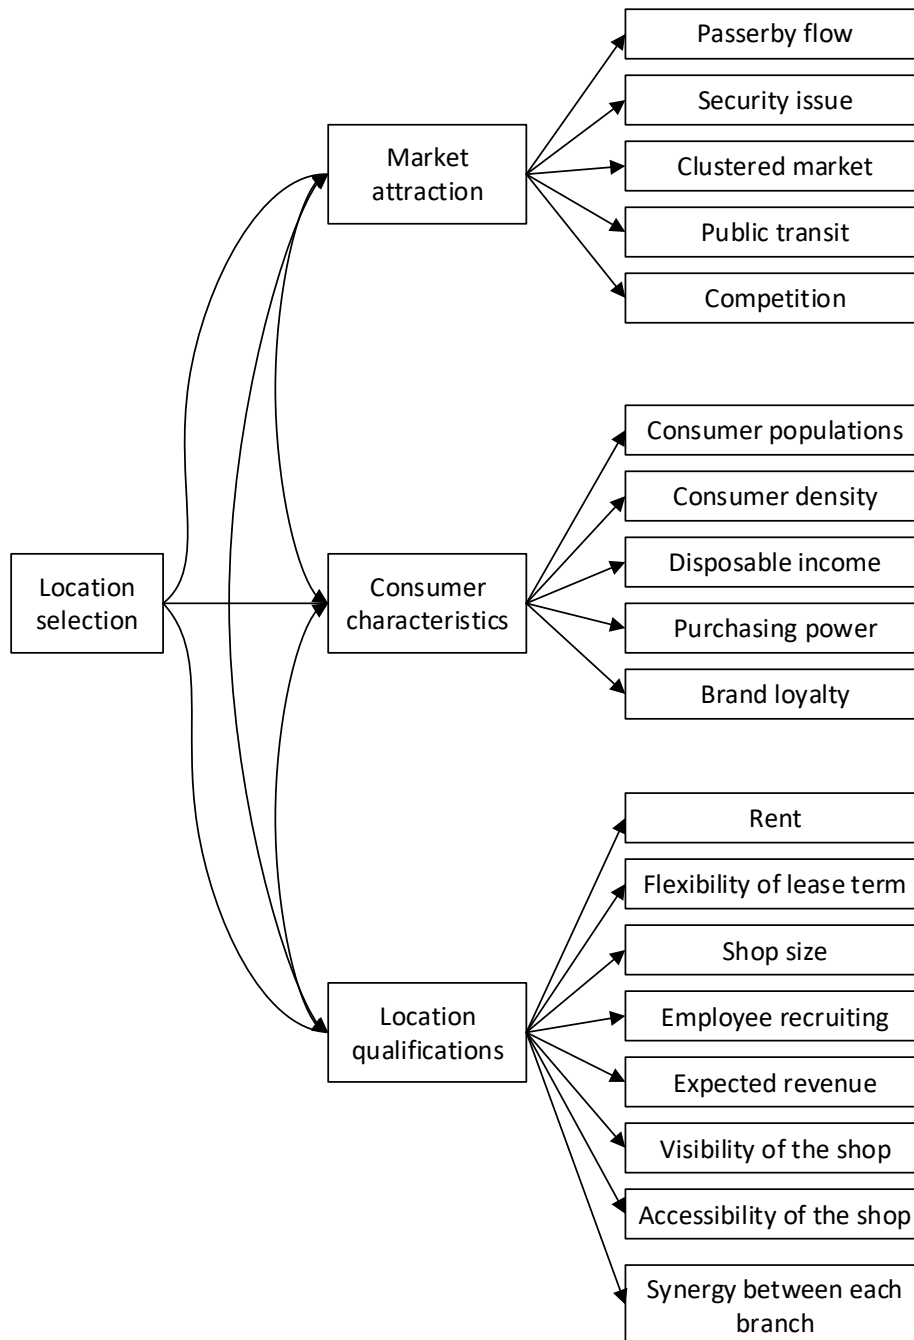 Passerby flow
Security issue
Market
attraction
Clustered market
Public transit
Competition
Consumer populations
Consumer density
Location
selection
Consumer
characteristics
Disposable income
Purchasing power
Brand loyalty
Rent
Flexibility of lease term
Shop size
Location
qualifications
Employee recruiting
Expected revenue
Visibility of the shop
Accessibility of the shop
Synergy between each
branch